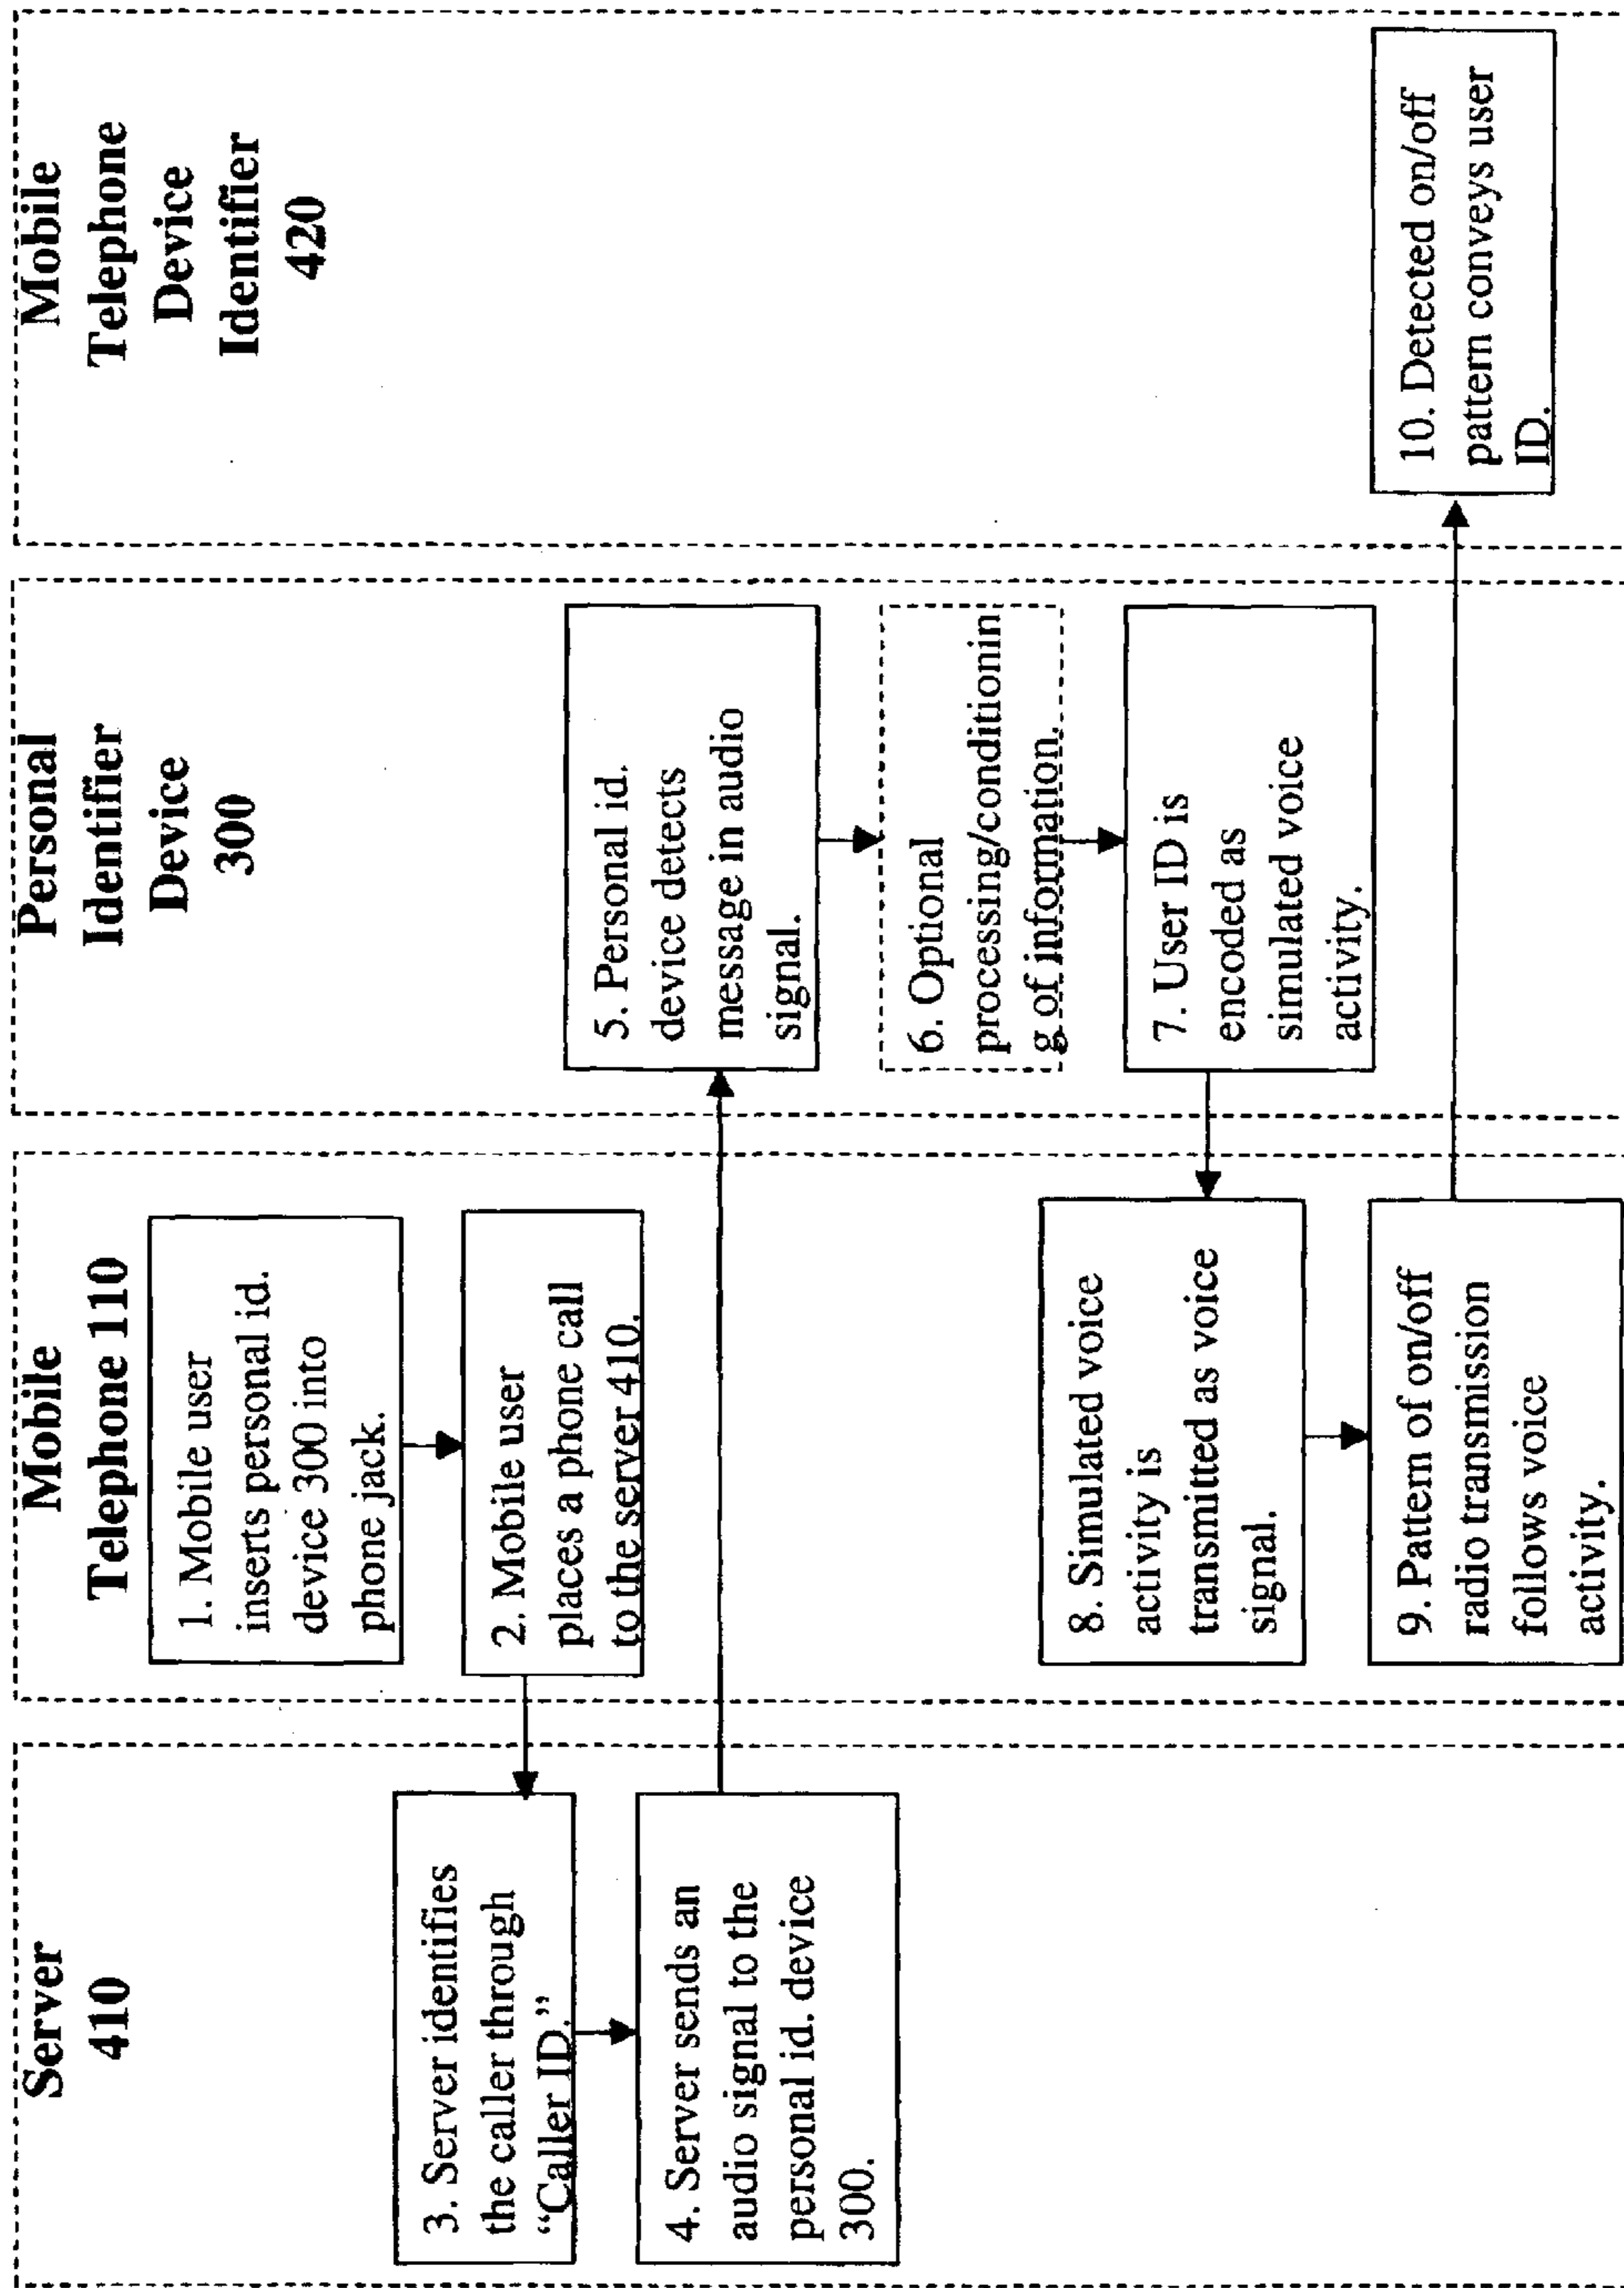 Server
410
3. Server identifies
the caller through
“Caller ID.”
4. Server sends an
audio signal to the
personal id. device
300.
Mobile
Telephone 110
1. Mobile user
inserts personal id.
device 300 into
phone jack.
2. Mobile user
places a phone call
to the server 410.
8. Simulated voice
activity is
transmitted as voice
signal.
9. Pattern of on/off
radio transmission
follows voice
activity.
Personal
Identifier
Device
300
5. Personal id.
device detects
message in audio
signal.
6. Optional
processing/conditionin
g of information.
7. User ID is
encoded as
simulated voice
activity.
Mobile
Telephone
Device
Identifier
420
10. Detected on/off
pattern conveys user
ID.